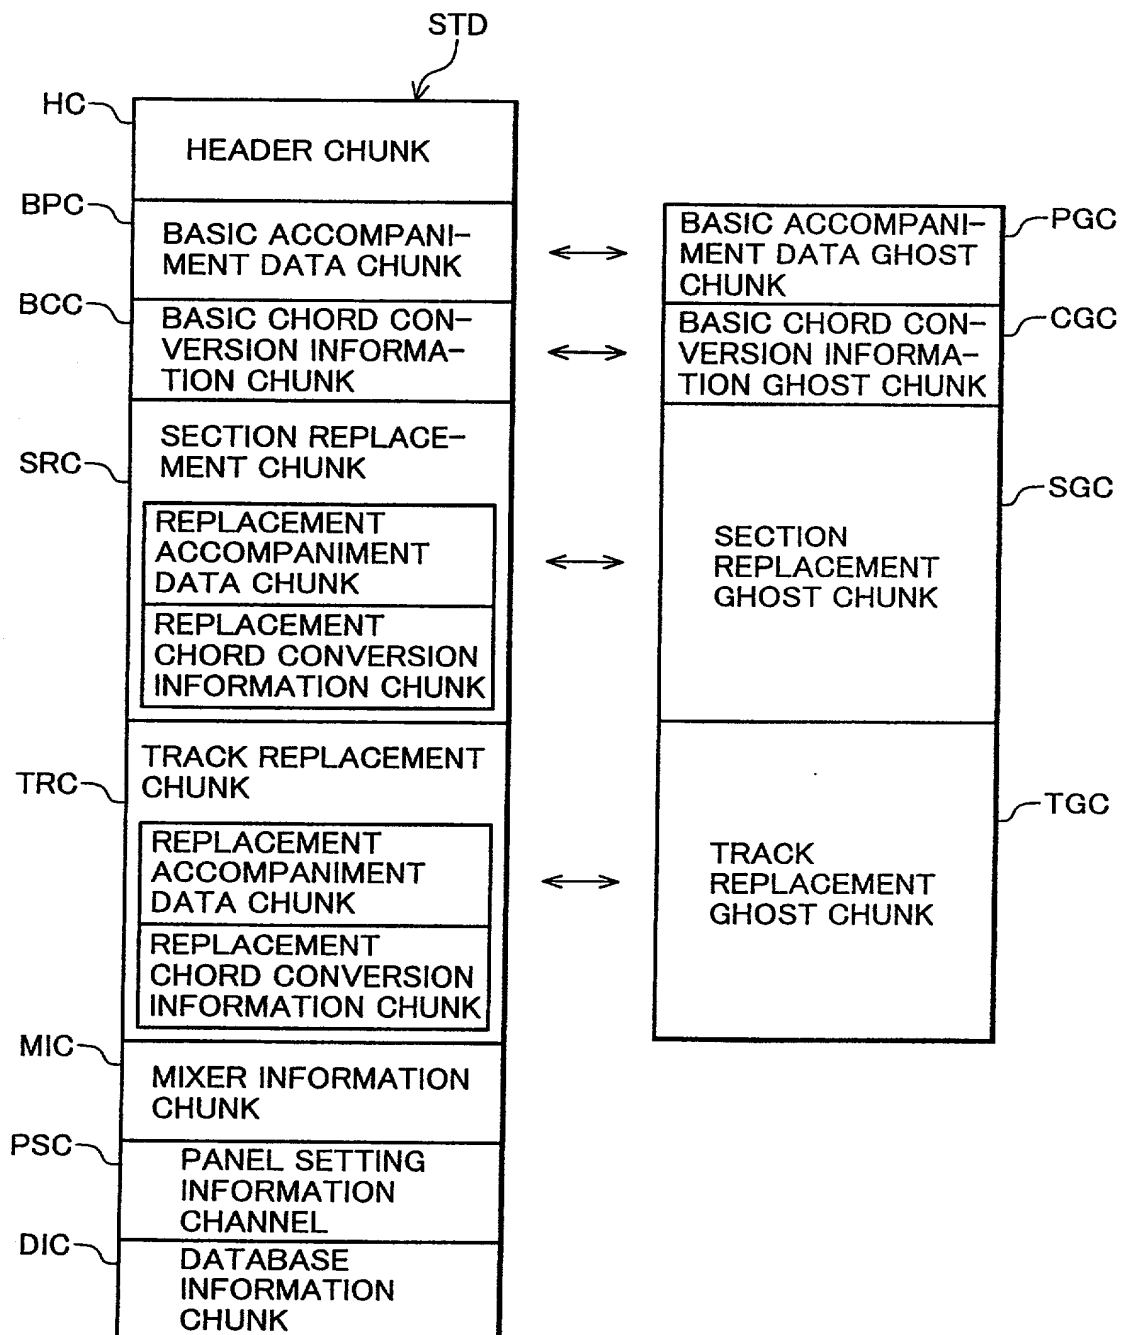 STD
HC
HEADER CHUNK
BPC
BASIC ACCOMPANI-
MENT DATA CHUNK
BASIC ACCOMPANI-
MENT DATA GHOST
CHUNK
PGC
BCC
BASIC CHORD CON-
VERSION INFORMA-
TION CHUNK
BASIC CHORD CON-
VERSION INFORMA-
TION GHOST CHUNK
CGC
SRC
SECTION REPLACE-
MENT CHUNK
REPLACEMENT
ACCOMPANIMENT
DATA CHUNK
REPLACEMENT
CHORD CONVERSION
INFORMATION CHUNK
SECTION
REPLACEMENT
GHOST CHUNK
SGC
TRC
TRACK REPLACEMENT
CHUNK
REPLACEMENT
ACCOMPANIMENT
DATA CHUNK
REPLACEMENT
CHORD CONVERSION
INFORMATION CHUNK
TRACK
REPLACEMENT
GHOST CHUNK
TGC
MIC
MIXER INFORMATION
CHUNK
PSC
PANEL SETTING
INFORMATION
CHANNEL
DIC
DATABASE
INFORMATION
CHUNK